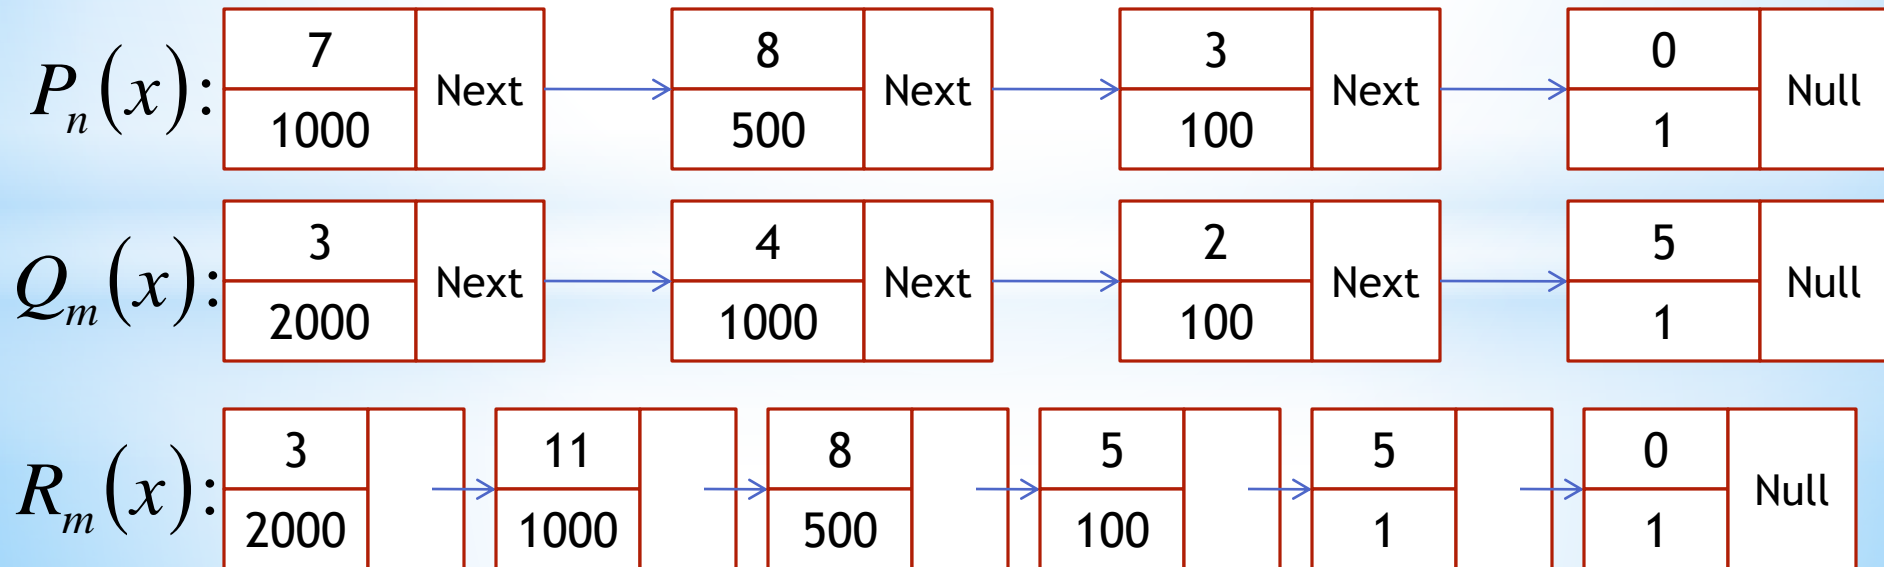 Pn(x): 7 Next 8 Next 3 Next 0 Null
1000 500 100 1
Qm(x): 3 Next 4 Next 2 Next 5 Null
2000 1000 100 1
Rm(x): 3 11 8 5 5 0 Null
2000 1000 500 100 1 1